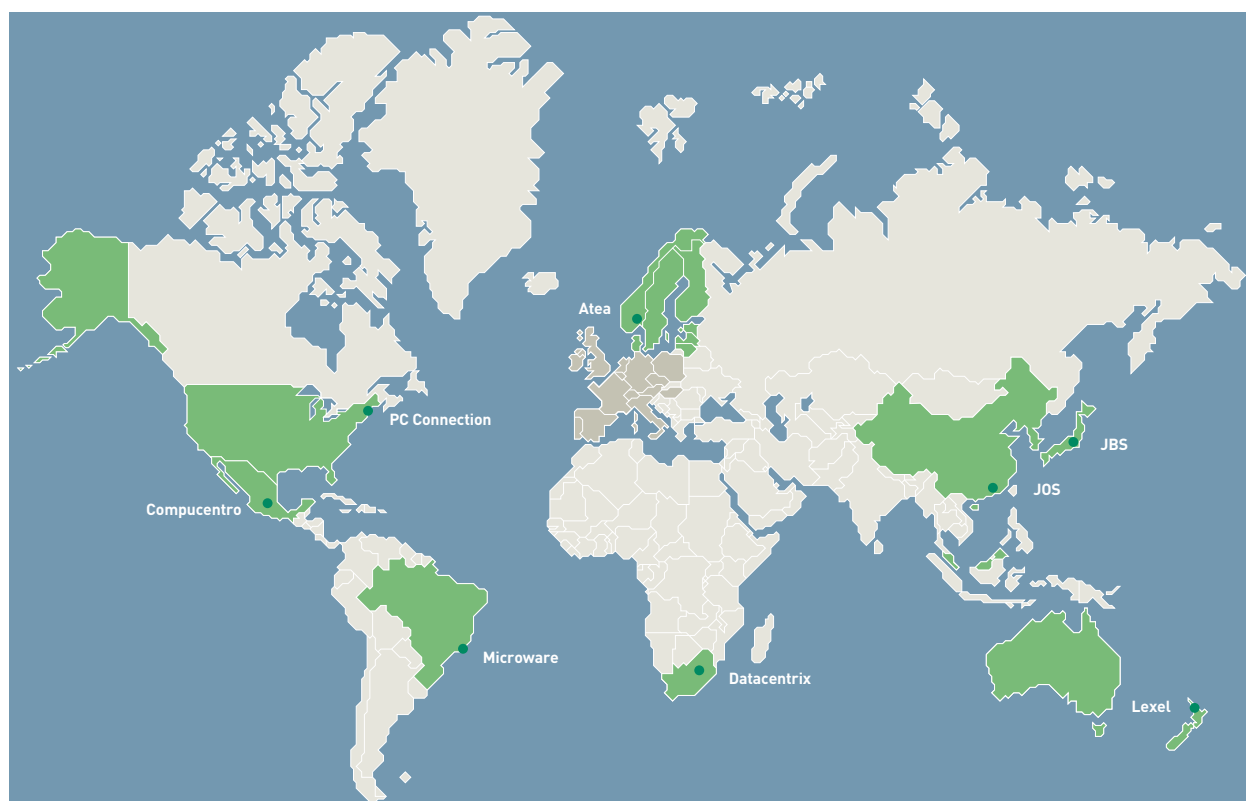 Atea
PC Connection
JBS
JOS
Compucentro
Microware
Datacentrix
Lexel